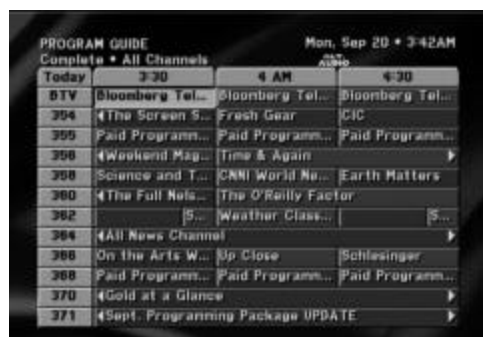 PROGRAM GUIDE Mon, Sep 20 • 3:42AM
Complete • All Channels AUDIO
Today 3:30 4 AM 4:30
BTV Bloomberg Tel... Bloomberg Tel... Bloomberg Tel...
354 The Screen S... Fresh Gear CIC
355 Paid Programm... Paid Programm... Paid Programm...
356 Weekend Mag... Time & Again
358 Science and T... CNNI World Ne... Earth Matters
360 The Full Nels... The O'Reilly Factor
362 S... Weather Class... S...
364 All News Channel
366 On the Arts W... Up Close Schlesinger
368 Paid Programm... Paid Programm... Paid Programm...
370 Gold at a Glance
371 Sept. Programming Package UPDATE